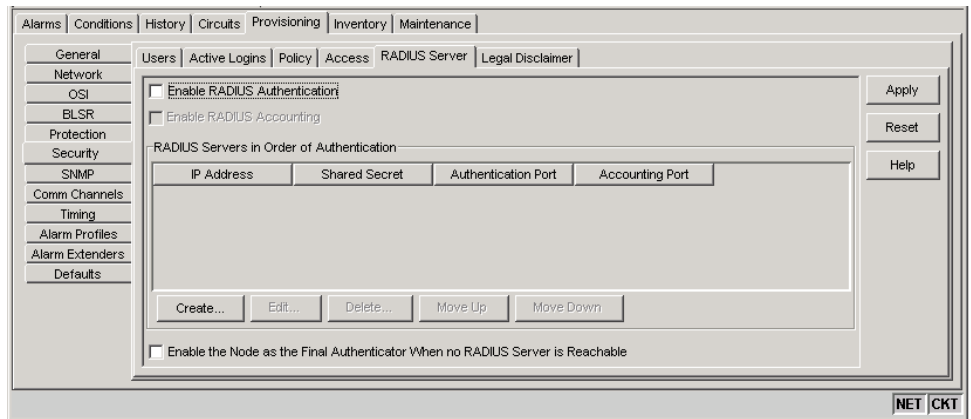 Alarms Conditions History Circuits Provisioning Inventory Maintenance
General
Network
OSI
BLSR
Protection
Security
SNMP
Comm Channels
Timing
Alarm Profiles
Alarm Extenders
Defaults
Users Active Logins Policy Access RADIUS Server Legal Disclaimer
Enable RADIUS Authentication
Enable RADIUS Accounting
RADIUS Servers in Order of Authentication
IP Address Shared Secret Authentication Port Accounting Port
Create... Edit... Delete... Move Up Move Down
Enable the Node as the Final Authenticator When no RADIUS Server is Reachable
Apply
Reset
Help
NET CKT